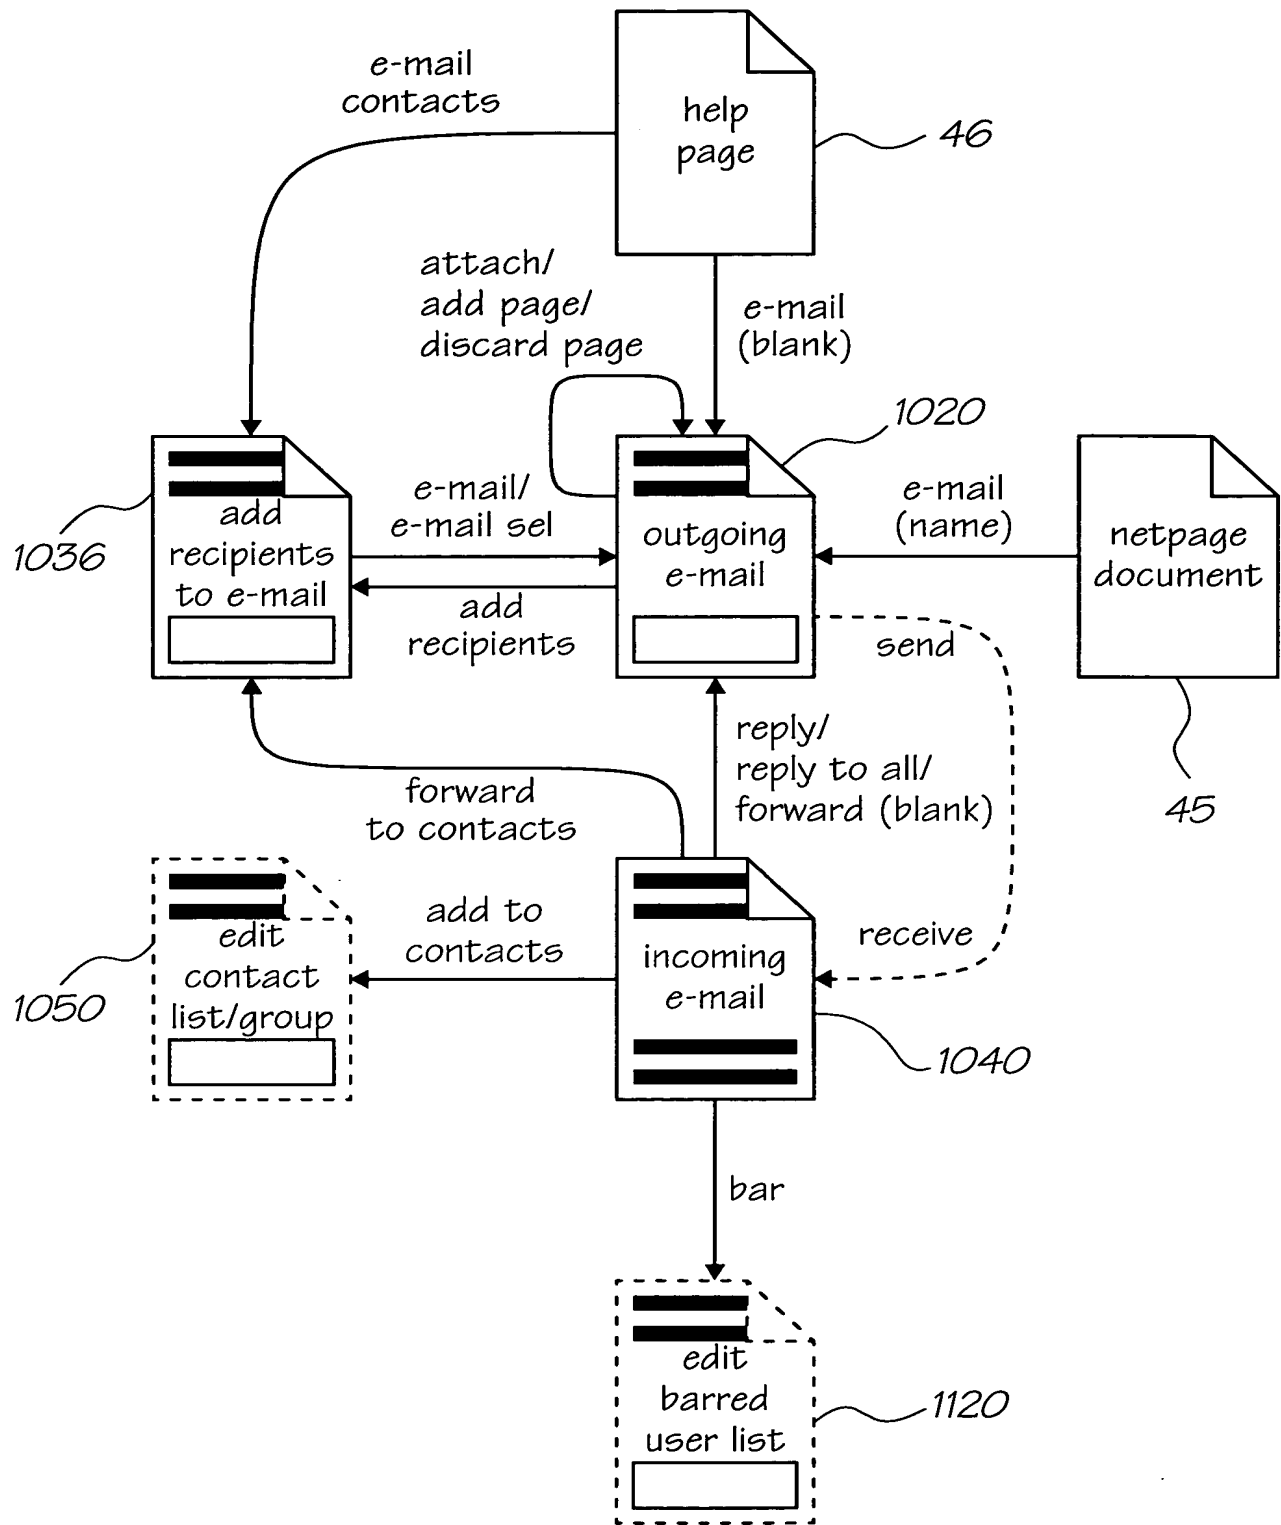 e-mail
contacts
help
page
46
attach/
add page/
discard page
e-mail
(blank)
1020
1036
add
recipients
to e-mail
e-mail/
e-mail sel
add
recipients
outgoing
e-mail
e-mail
(name)
netpage
document
send
45
reply/
reply to all/
forward (blank)
forward
to contacts
1050
edit
contact
list/group
add to
contacts
incoming
e-mail
receive
1040
bar
edit
barred
user list
1120